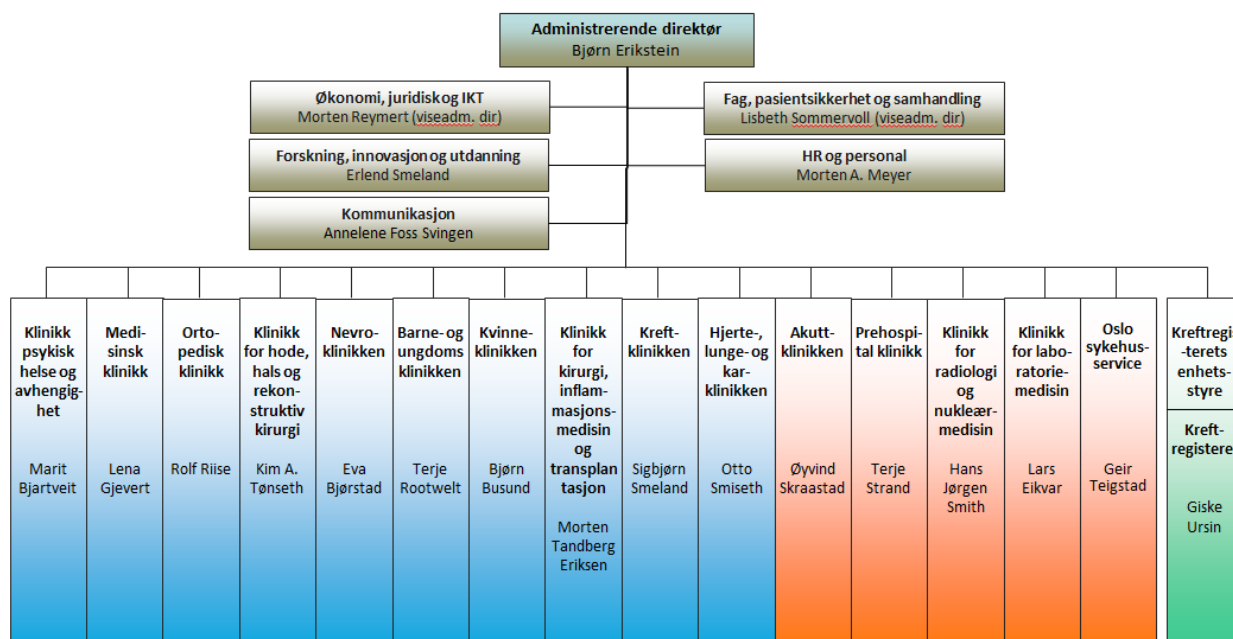 Administrerende direktør
Bjørn Erikstein
Økonomi, juridisk og IKT
Morten Reymert (viseadm. dir)
Fag, pasientsikkerhet og samhandling
Lisbeth Sommervoll (viseadm. dir)
Forskning, innovasjon og utdanning
Erlend Smeland
HR og personal
Morten A. Meyer
Kommunikasjon
Annelene Foss Svingen
Klinikk
psykisk
helse og
avhengig-
het
Marit
Bjartveit
Medi-
sinsk
klinikk
Lena
Gjevert
Orto-
pedisk
klinikk
Rolf Riise
Klinikk
for hode,
hals og
rekon-
struktiv
kirurgi
Kim A.
Tønseth
Nevro-
klinikken
Eva
Bjørstad
Barne- og
ungdoms
klinikken
Terje
Rootwelt
Kvinne-
klinikken
Bjørn
Busund
Klinikk
for
kirurgi,
inflam-
masjons-
medisin
og
transplan
tasjon
Morten
Tandberg
Eriksen
Kreft-
klinikken
Sigbjørn
Smeland
Hjerte-,
lunge- og
kar-
klinikken
Otto
Smiseth
Akutt-
klinikken
Øyvind
Skraastad
Prehospi-
tal klinikk
Terje
Strand
Klinikk
for
radiologi
og
nukleær-
medisin
Hans
Jørgen
Smith
Klinikk
for labo-
ratorie-
medisin
Lars
Eikvar
Oslo
sykehus-
service
Geir
Teigstad
Kreftregis
-terets
enhets-
styre
Kreft-
registere
Giske
Ursin